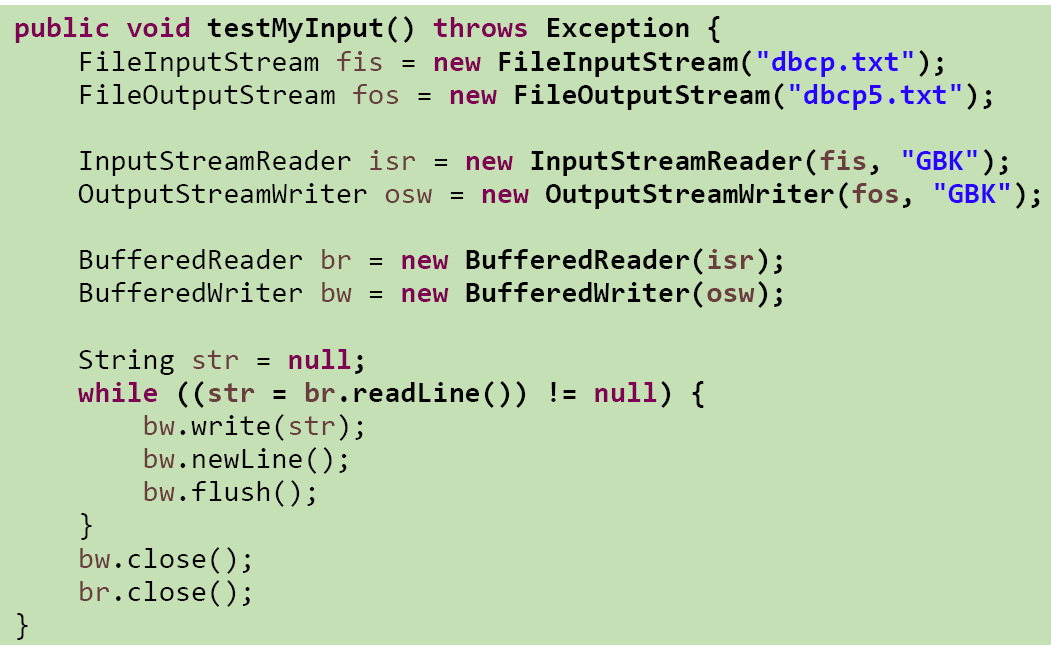 public void testMyInput() throws Exception {
    FileInputStream fis = new FileInputStream("dbcp.txt");
    FileOutputStream fos = new FileOutputStream("dbcp5.txt");

    InputStreamReader isr = new InputStreamReader(fis, "GBK");
    OutputStreamWriter osw = new OutputStreamWriter(fos, "GBK");

    BufferedReader br = new BufferedReader(isr);
    BufferedWriter bw = new BufferedWriter(osw);

    String str = null;
    while ((str = br.readLine()) != null) {
        bw.write(str);
        bw.newLine();
        bw.flush();
    }
    bw.close();
    br.close();
}